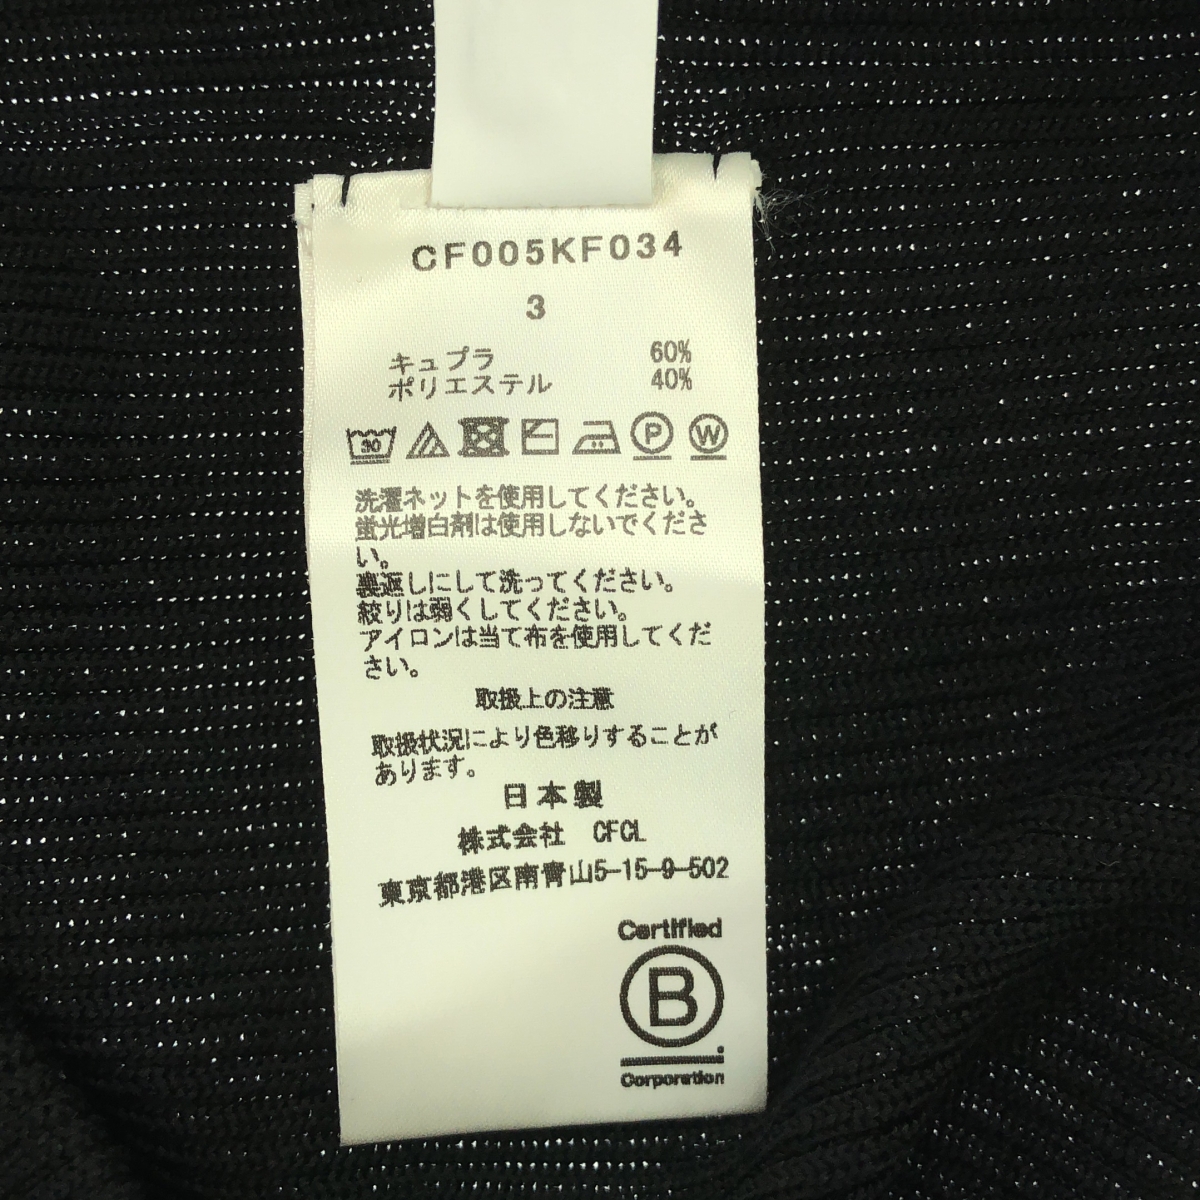 CF005KF034
3
キュプラ 60%
ポリエステル 40%
30 P W
洗濯ネットを使用してください。
蛍光増白剤は使用しないでくださ
い。
裏返しにして洗ってください。
絞りは弱くしてください。
アイロンは当て布を使用してくだ
さい。
取扱上の注意
取扱状況により色移りすることが
あります。
日本製
株式会社 CFCL
東京都港区南青山5-15-9-502
Certified
B
Corporation